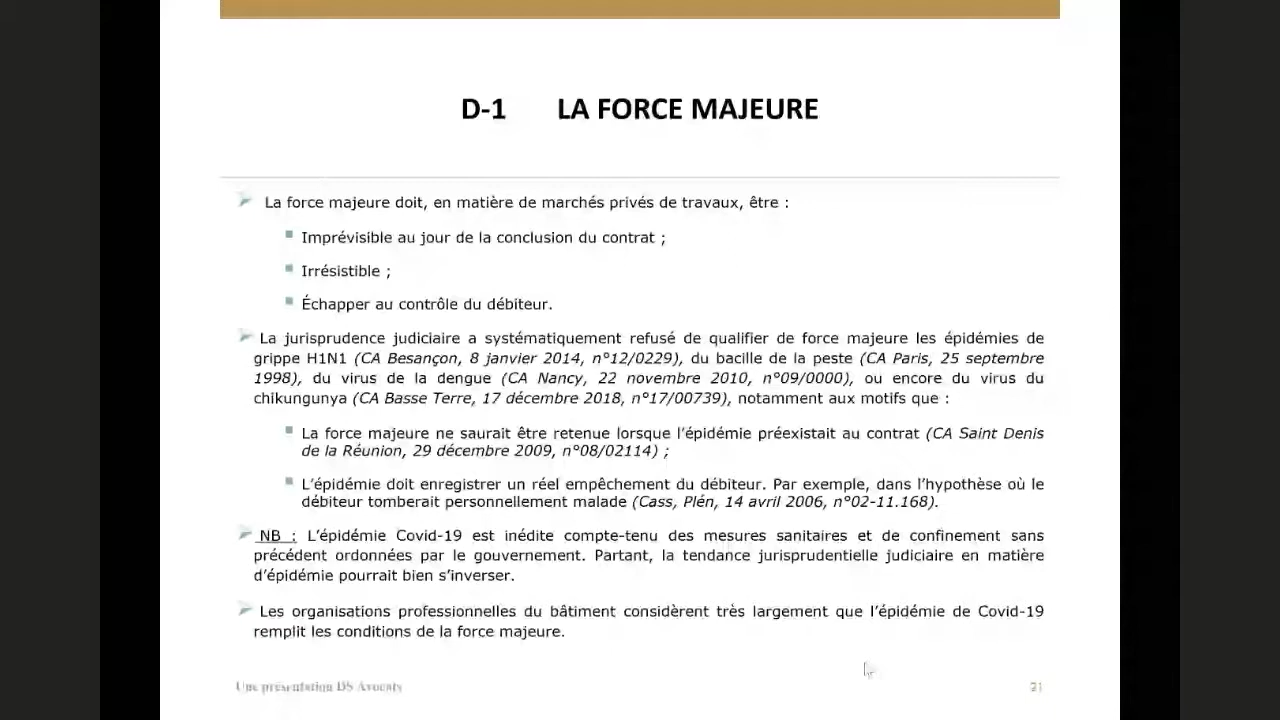 D-1 LA FORCE MAJEURE
La force majeure doit, en matière de marchés privés de travaux, être :
Imprévisible au jour de la conclusion du contrat ;
Irrésistible ;
Échapper au contrôle du débiteur.
La jurisprudence judiciaire a systématiquement refusé de qualifier de force majeure les épidémies de
grippe H1N1 (CA Besançon, 8 janvier 2014, n°12/0229), du bacille de la peste (CA Paris, 25 septembre
1998), du virus de la dengue (CA Nancy, 22 novembre 2010, n°09/0000), ou encore du virus du
chikungunya (CA Basse Terre, 17 décembre 2018, n°17/00739), notamment aux motifs que :
La force majeure ne saurait être retenue lorsque l’épidémie préexistait au contrat (CA Saint Denis
de la Réunion, 29 décembre 2009, n°08/02114) ;
L’épidémie doit enregistrer un réel empêchement du débiteur. Par exemple, dans l’hypothèse où le
débiteur tomberait personnellement malade (Cass, Plén, 14 avril 2006, n°02-11.168).
NB : L’épidémie Covid-19 est inédite compte-tenu des mesures sanitaires et de confinement sans
précédent ordonnées par le gouvernement. Partant, la tendance jurisprudentielle judiciaire en matière
d’épidémie pourrait bien s’inverser.
Les organisations professionnelles du bâtiment considèrent très largement que l’épidémie de Covid-19
remplit les conditions de la force majeure.
Une présentation DS Avocats
21